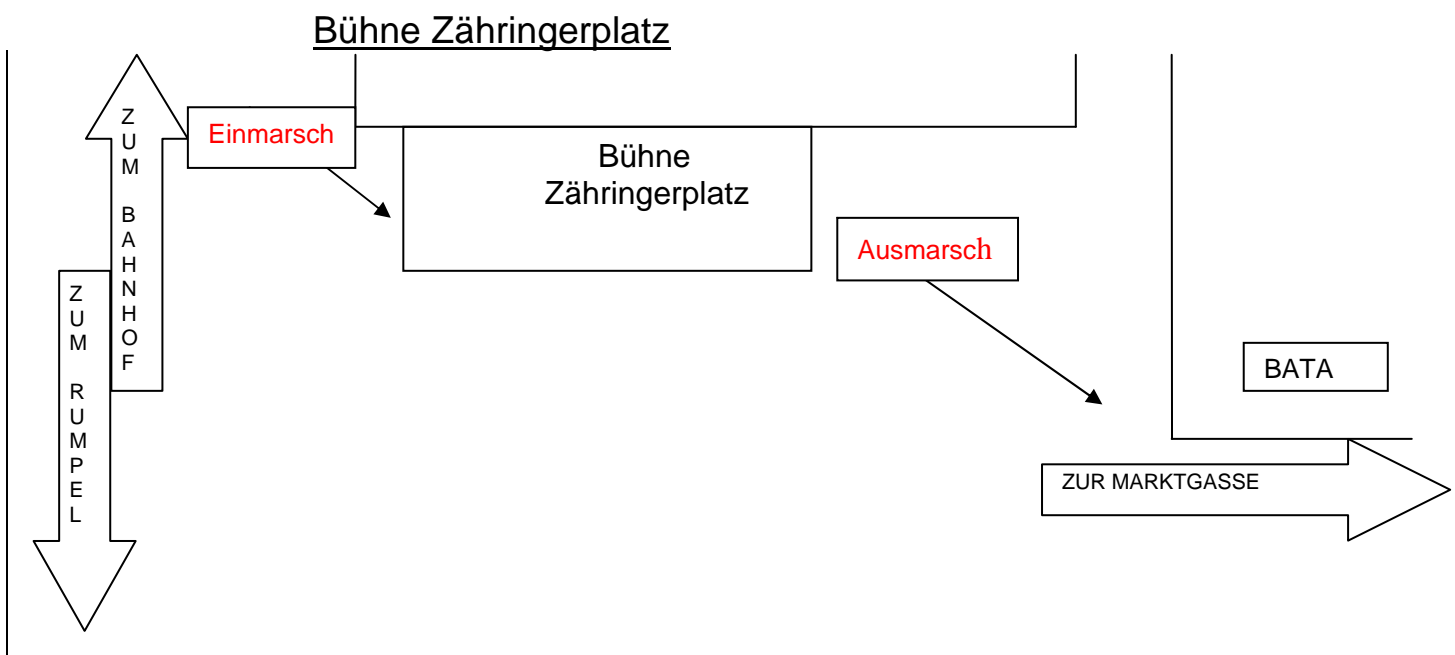 Bühne Zähringerplatz
ZUM BAHNHOF
Einmarsch
Bühne
Zähringerplatz
Ausmarsch
ZUM RUMPEL
BATA
ZUR MARKTGASSE